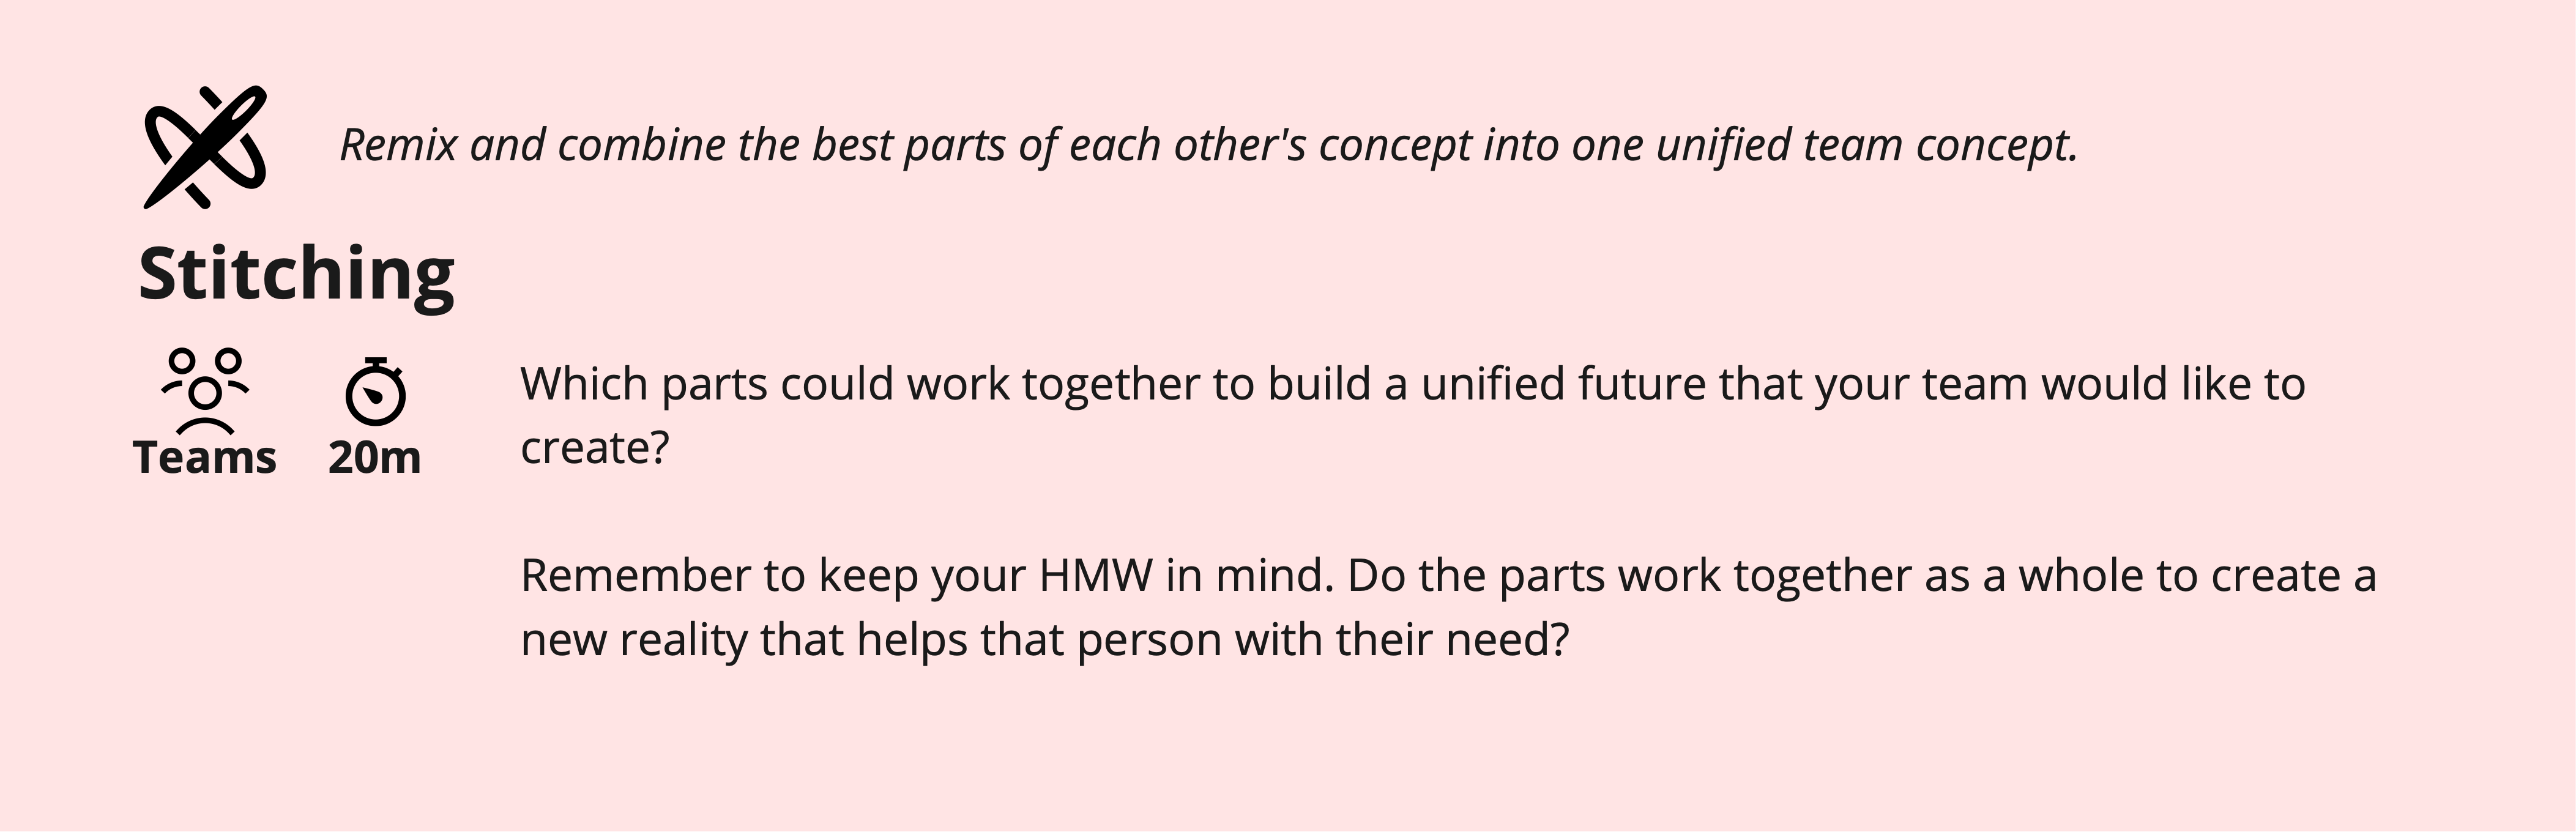 Remix and combine the best parts of each other's concept into one unified team concept.
Stitching
Teams
20m
Which parts could work together to build a unified future that your team would like to
create?
Remember to keep your HMW in mind. Do the parts work together as a whole to create a
new reality that helps that person with their need?